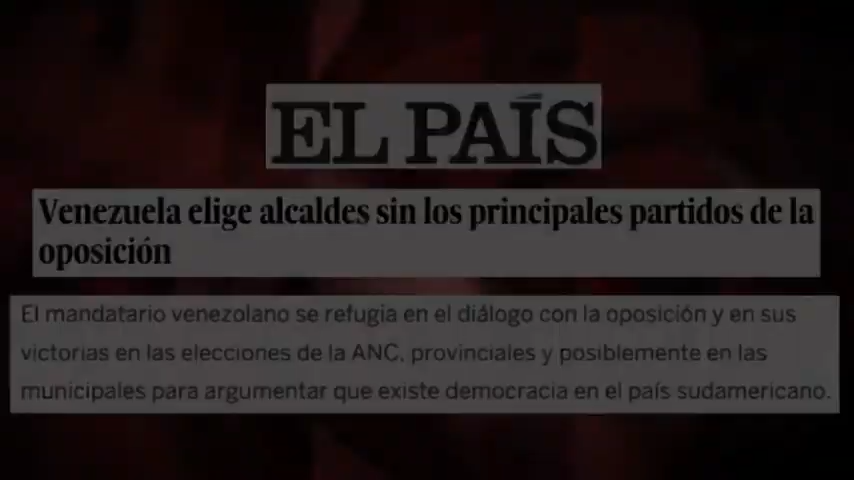 EL PAÍS
Venezuela elige alcaldes sin los principales partidos de la
oposición
El mandatario venezolano se refugia en el diálogo con la oposición y en sus
victorias en las elecciones de la ANC, provinciales y posiblemente en las
municipales para argumentar que existe democracia en el país sudamericano.